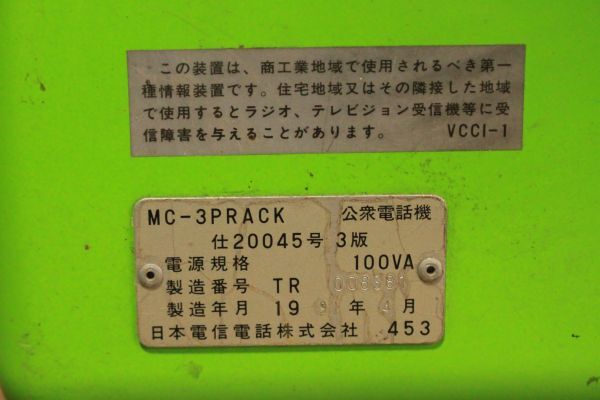 この装置は、商工業地域で使用されるべき第一
種情報装置です。住宅地域又はその隣接した地域
で使用するとラジオ、テレビジョン受信機等に受
信障害を与えることがあります。 VCCI-1
MC-3PRACK 公衆電話機
仕20045号 3版
電源規格 100VA
製造番号 TR
製造年月 19 年 4月
日本電信電話株式会社 453